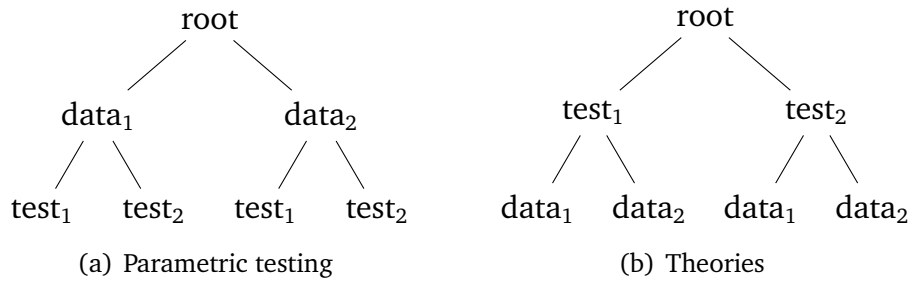 root
data₁ data₂
test₁ test₂ test₁ test₂
(a) Parametric testing
root
test₁ test₂
data₁ data₂ data₁ data₂
(b) Theories